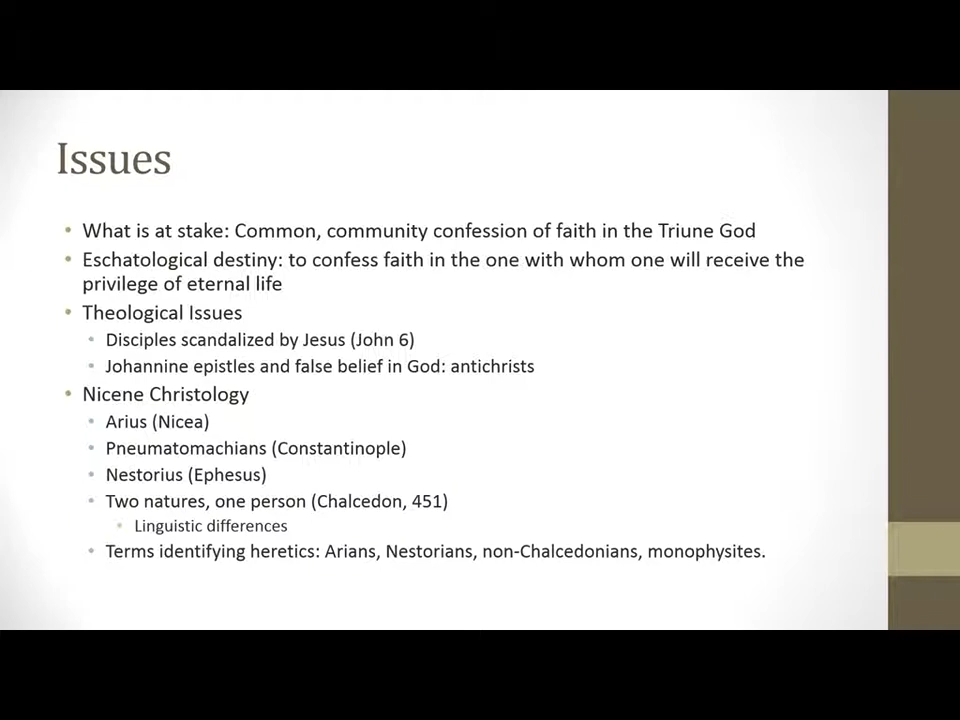 Issues
• What is at stake: Common, community confession of faith in the Triune God
• Eschatological destiny: to confess faith in the one with whom one will receive the
privilege of eternal life
• Theological Issues
• Disciples scandalized by Jesus (John 6)
• Johannine epistles and false belief in God: antichrists
• Nicene Christology
• Arius (Nicea)
• Pneumatomachians (Constantinople)
• Nestorius (Ephesus)
• Two natures, one person (Chalcedon, 451)
• Linguistic differences
• Terms identifying heretics: Arians, Nestorians, non-Chalcedonians, monophysites.